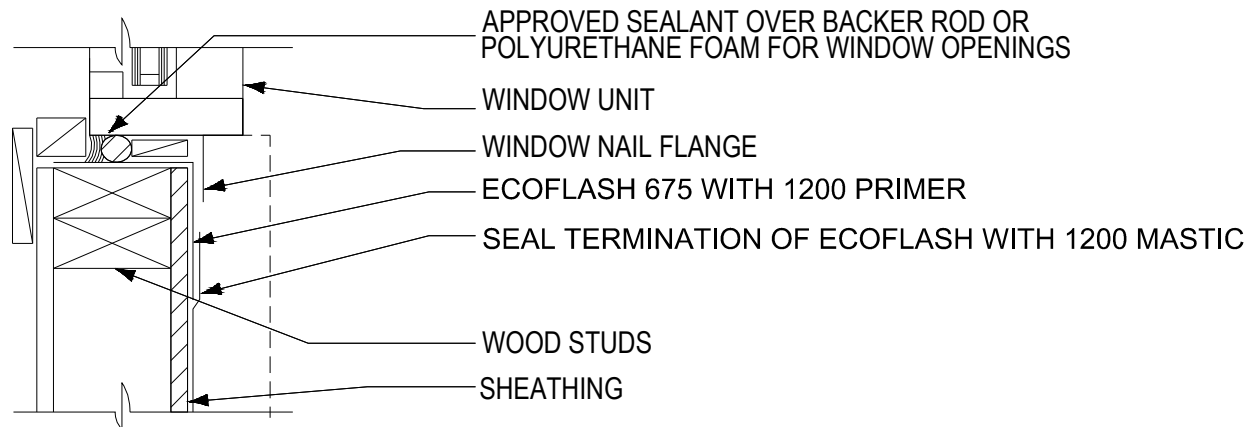 APPROVED SEALANT OVER BACKER ROD OR
POLYURETHANE FOAM FOR WINDOW OPENINGS
WINDOW UNIT
WINDOW NAIL FLANGE
ECOFLASH 675 WITH 1200 PRIMER
SEAL TERMINATION OF ECOFLASH WITH 1200 MASTIC
WOOD STUDS
SHEATHING